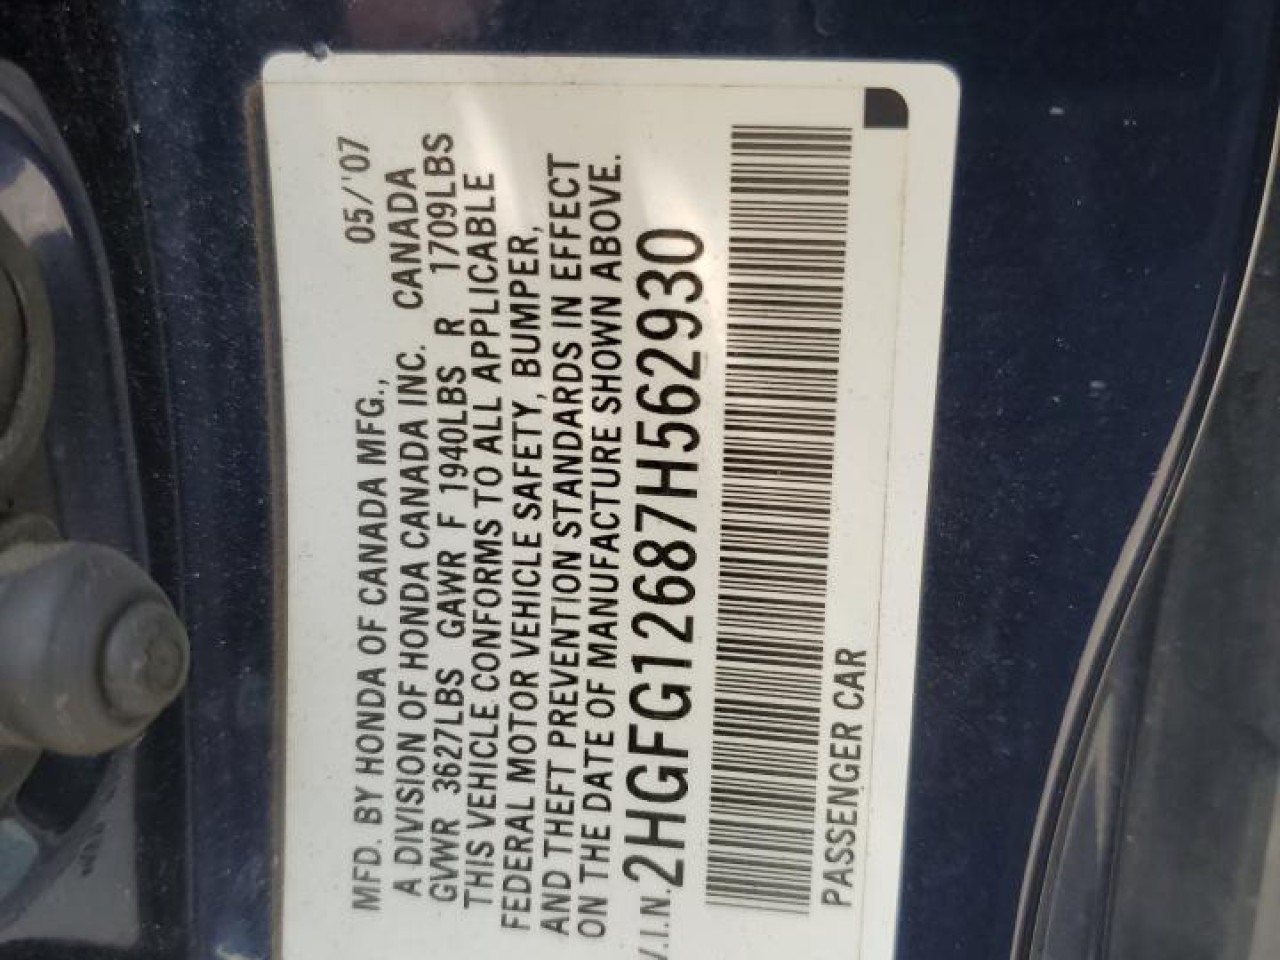 MFD. BY HONDA OF CANADA MFG., 05/'07
A DIVISION OF HONDA CANADA INC. CANADA
GVWR 3627LBS GAWR F 1940LBS R 1709LBS
THIS VEHICLE CONFORMS TO ALL APPLICABLE
FEDERAL MOTOR VEHICLE SAFETY, BUMPER,
AND THEFT PREVENTION STANDARDS IN EFFECT
ON THE DATE OF MANUFACTURE SHOWN ABOVE.
V.I.N. 2HGFG12687H562930
PASSENGER CAR